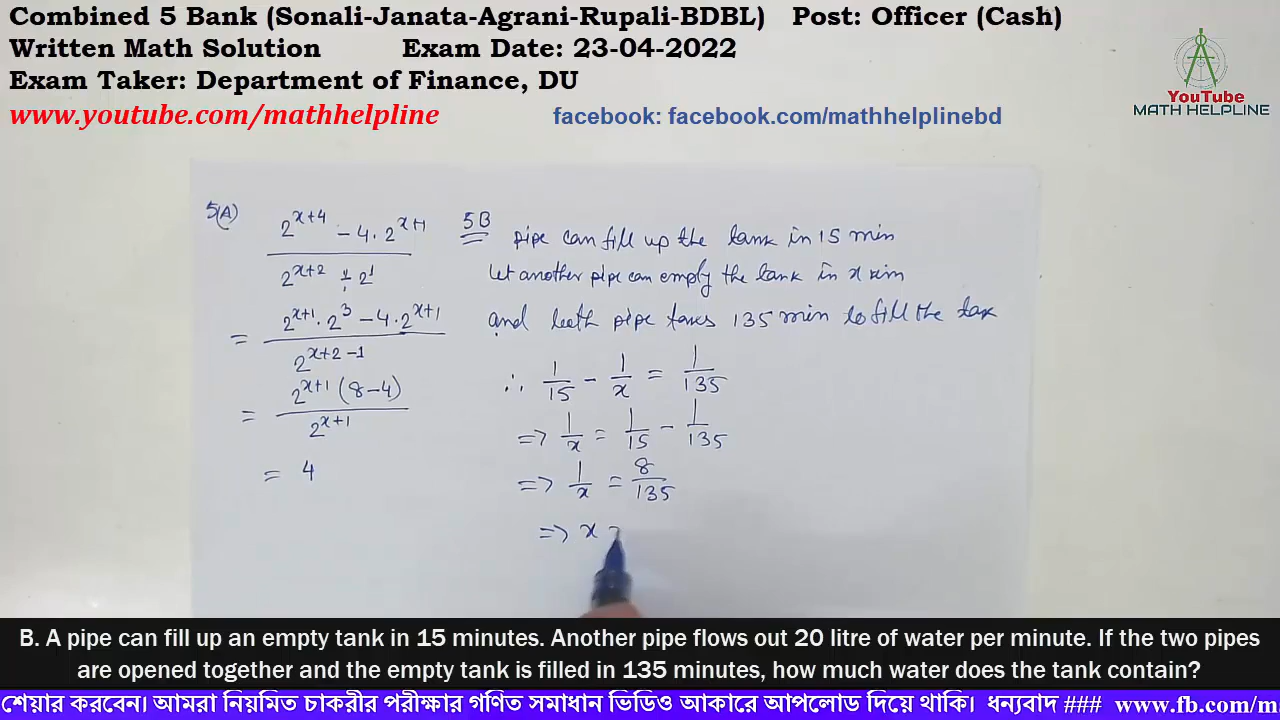 Combined 5 Bank (Sonali-Janata-Agrani-Rupali-BDBL) Post: Officer (Cash)
Written Math Solution Exam Date: 23-04-2022
Exam Taker: Department of Finance, DU
www.youtube.com/mathhelpline facebook: facebook.com/mathhelplinebd
YouTube
MATH HELPLINE
5(A)
2^{x+4} - 4 . 2^{x+1}
2^{x+2} ÷ 2^1
= 2^{x+1} . 2^3 - 4 . 2^{x+1}
2^{x+2-1}
= 2^{x+1} (8-4)
2^{x+1}
= 4
5B
pipe can fill up the tank in 15 min
let another pipe can empty the tank in x min
and both pipe takes 135 min to fill the tax
∴ 1/15 - 1/x = 1/135
=> 1/x = 1/15 - 1/135
=> 1/x = 8/135
=> x =
B. A pipe can fill up an empty tank in 15 minutes. Another pipe flows out 20 litre of water per minute. If the two pipes
are opened together and the empty tank is filled in 135 minutes, how much water does the tank contain?
শেয়ার করবেন। আমরা নিয়মিত চাকরীর পরীক্ষার গণিত সমাধান ভিডিও আকারে আপলোড দিয়ে থাকি। ধন্যবাদ ### www.fb.com/m